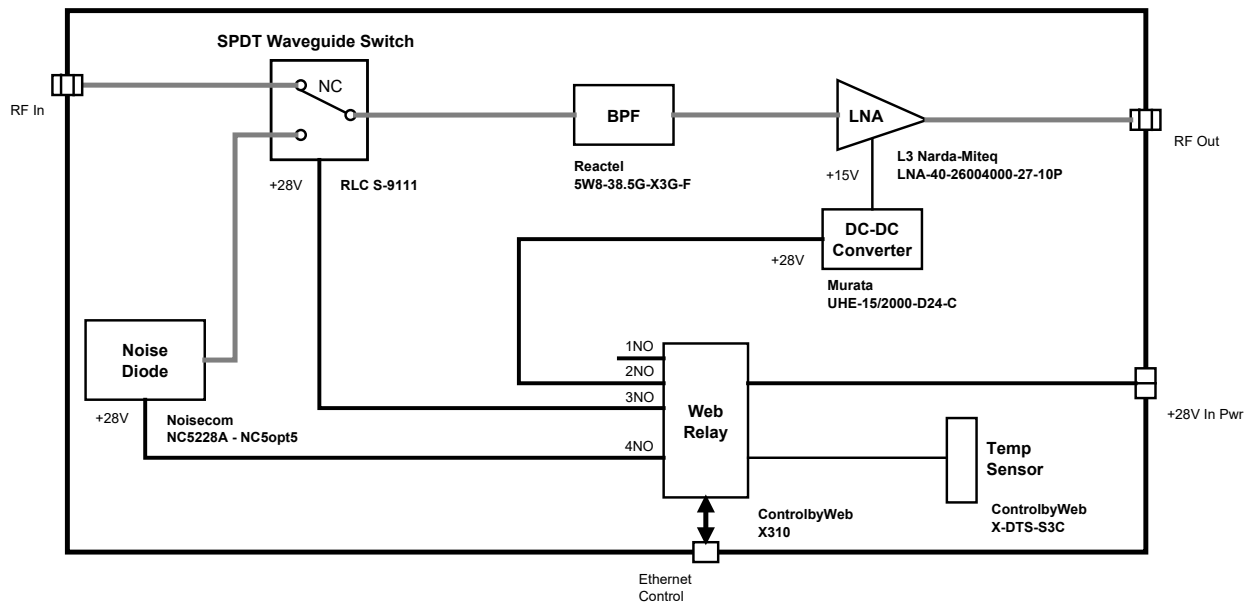 SPDT Waveguide Switch
NC
RF In
BPF
LNA
RF Out
Reactel
5W8-38.5G-X3G-F
L3 Narda-Miteq
LNA-40-26004000-27-10P
+28V
RLC S-9111
+15V
DC-DC
Converter
+28V
Murata
UHE-15/2000-D24-C
Noise
Diode
1NO
2NO
3NO
4NO
Web
Relay
+28V
Noisecom
NC5228A - NC5opt5
+28V In Pwr
Temp
Sensor
ControlbyWeb
X310
ControlbyWeb
X-DTS-S3C
Ethernet
Control